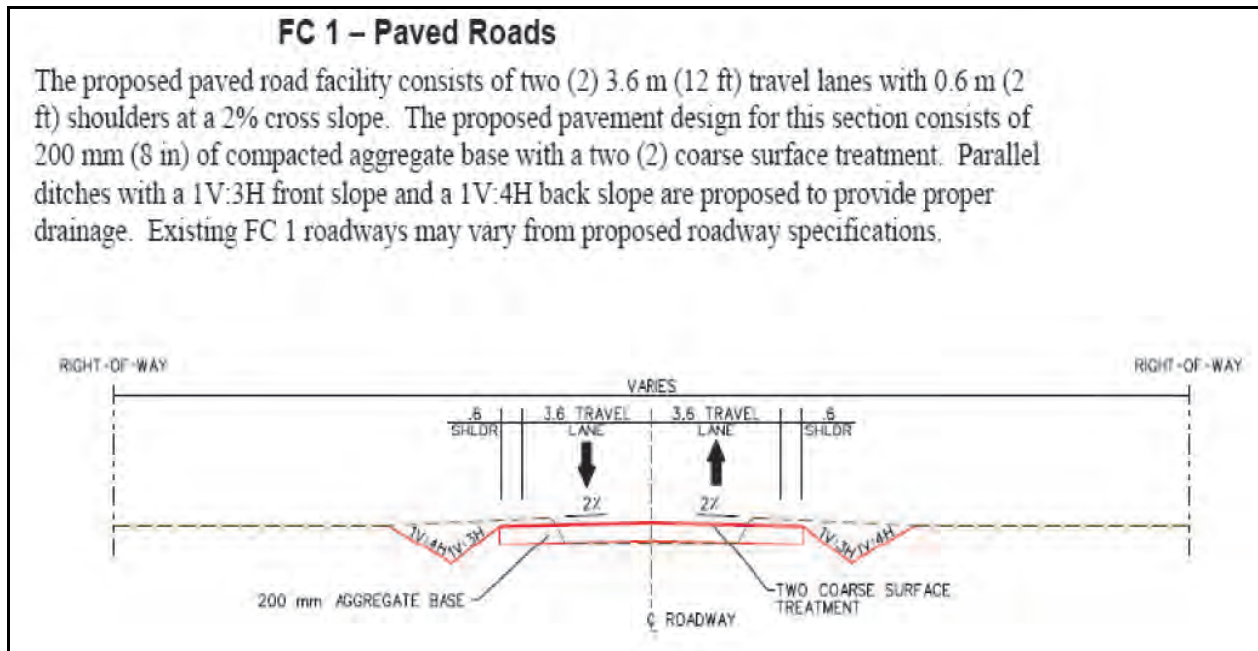 FC 1 – Paved Roads
The proposed paved road facility consists of two (2) 3.6 m (12 ft) travel lanes with 0.6 m (2
ft) shoulders at a 2% cross slope. The proposed pavement design for this section consists of
200 mm (8 in) of compacted aggregate base with a two (2) coarse surface treatment. Parallel
ditches with a 1V:3H front slope and a 1V:4H back slope are proposed to provide proper
drainage. Existing FC 1 roadways may vary from proposed roadway specifications.
RIGHT-OF-WAY
RIGHT-OF-WAY
VARIES
.6 3.6 TRAVEL 3.6 TRAVEL .6
SHLDR LANE LANE SHLDR
2% 2%
1V:4H 1V:3H 1V:3H 1V:4H
200 mm AGGREGATE BASE
TWO COARSE SURFACE
TREATMENT
℄ ROADWAY